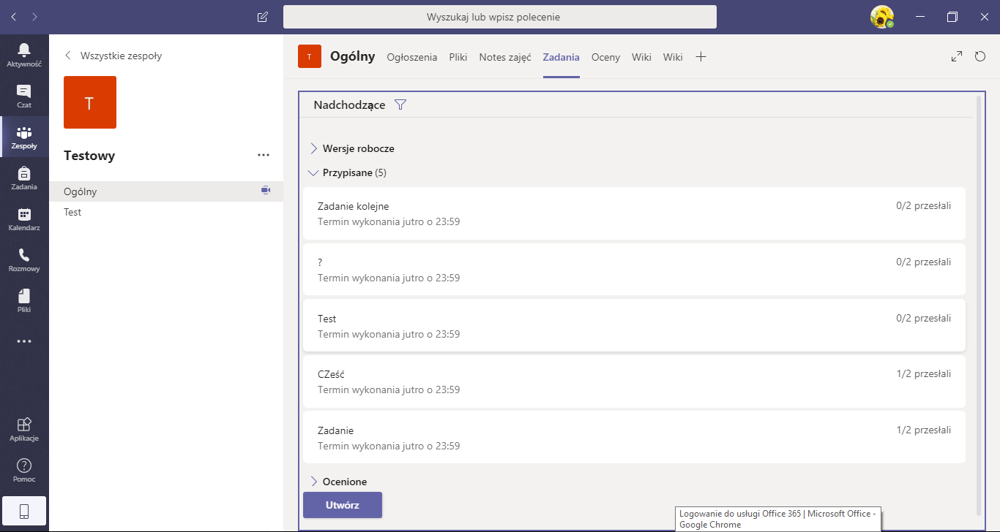 Wyszukaj lub wpisz polecenie
Aktywność
Czat
Zespoły
Zadania
Kalendarz
Rozmowy
Pliki
Aplikacje
Pomoc
Wszystkie zespoły
T
Testowy
Ogólny
Test
T Ogólny Ogłoszenia Pliki Notes zajęć Zadania Oceny Wiki Wiki
Nadchodzące
Wersje robocze
Przypisane (5)
Zadanie kolejne 0/2 przesłali
Termin wykonania jutro o 23:59
? 0/2 przesłali
Termin wykonania jutro o 23:59
Test 0/2 przesłali
Termin wykonania jutro o 23:59
CZeść 1/2 przesłali
Termin wykonania jutro o 23:59
Zadanie 1/2 przesłali
Termin wykonania jutro o 23:59
Ocenione
Utwórz
Logowanie do usługi Office 365 | Microsoft Office -
Google Chrome